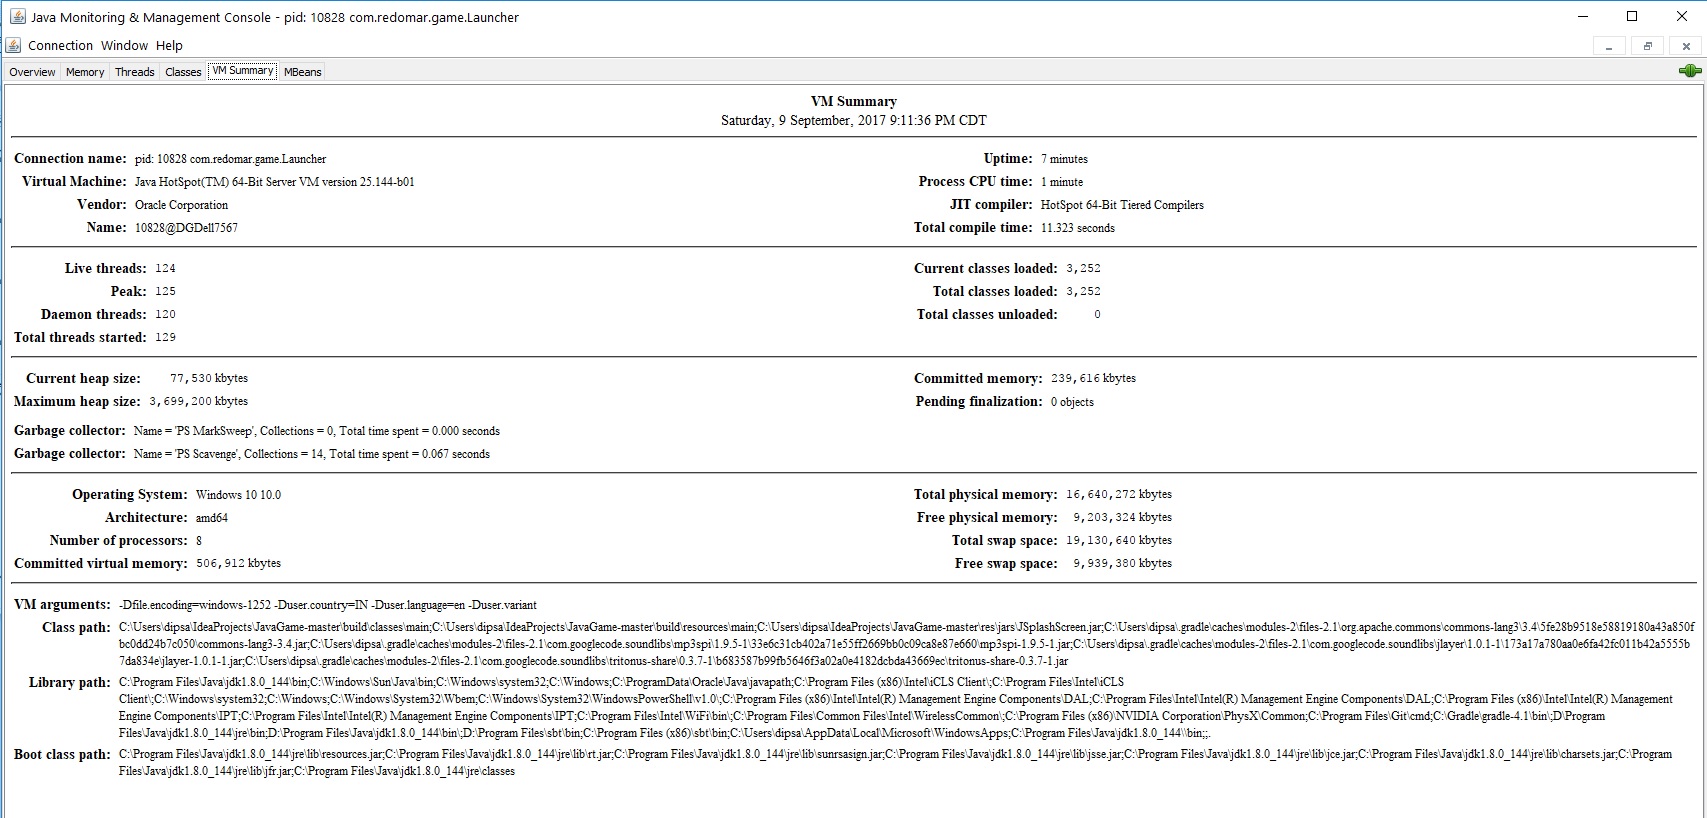 Java Monitoring & Management Console - pid: 10828 com.redomar.game.Launcher
Connection Window Help
Overview Memory Threads Classes VM Summary MBeans
VM Summary
Saturday, 9 September, 2017 9:11:36 PM CDT
Connection name: pid: 10828 com.redomar.game.Launcher
Virtual Machine: Java HotSpot(TM) 64-Bit Server VM version 25.144-b01
Vendor: Oracle Corporation
Name: 10828@DGDell7567
Uptime: 7 minutes
Process CPU time: 1 minute
JIT compiler: HotSpot 64-Bit Tiered Compilers
Total compile time: 11.323 seconds
Live threads: 124
Peak: 125
Daemon threads: 120
Total threads started: 129
Current classes loaded: 3,252
Total classes loaded: 3,252
Total classes unloaded: 0
Current heap size: 77,530 kbytes
Maximum heap size: 3,699,200 kbytes
Committed memory: 239,616 kbytes
Pending finalization: 0 objects
Garbage collector: Name = 'PS MarkSweep', Collections = 0, Total time spent = 0.000 seconds
Garbage collector: Name = 'PS Scavenge', Collections = 14, Total time spent = 0.067 seconds
Operating System: Windows 10 10.0
Architecture: amd64
Number of processors: 8
Committed virtual memory: 506,912 kbytes
Total physical memory: 16,640,272 kbytes
Free physical memory: 9,203,324 kbytes
Total swap space: 19,130,640 kbytes
Free swap space: 9,939,380 kbytes
VM arguments: -Dfile.encoding=windows-1252 -Duser.country=IN -Duser.language=en -Duser.variant
Class path: C:\Users\dipsa\IdeaProjects\JavaGame-master\build\classes\main;C:\Users\dipsa\IdeaProjects\JavaGame-master\build\resources\main;C:\Users\dipsa\IdeaProjects\JavaGame-master\res\jars\JSplashScreen.jar;C:\Users\dipsa\.gradle\caches\modules-2\files-2.1\org.apache.commons\commons-lang3\3.4\5fe28b9518e58819180a43a850f
bc0dd24b7c050\commons-lang3-3.4.jar;C:\Users\dipsa\.gradle\caches\modules-2\files-2.1\com.googlecode.soundlibs\mp3spi\1.9.5-1\33e6c31cb402a71e55ff2669bb0c09ca8e87e660\mp3spi-1.9.5-1.jar;C:\Users\dipsa\.gradle\caches\modules-2\files-2.1\com.googlecode.soundlibs\jlayer\1.0.1-1\173a17a780aa0e6fa42fc011b42a5555b
7da834e\jlayer-1.0.1-1.jar;C:\Users\dipsa\.gradle\caches\modules-2\files-2.1\com.googlecode.soundlibs\tritonus-share\0.3.7-1\b683587b99fb5646f3a02a0e4182dcbda43669ec\tritonus-share-0.3.7-1.jar
Library path: C:\Program Files\Java\jdk1.8.0_144\bin;C:\Windows\Sun\Java\bin;C:\Windows\system32;C:\Windows;C:\ProgramData\Oracle\Java\javapath;C:\Program Files (x86)\Intel\iCLS Client\;C:\Program Files\Intel\iCLS
Client\;C:\Windows\system32;C:\Windows;C:\Windows\System32\Wbem;C:\Windows\System32\WindowsPowerShell\v1.0\;C:\Program Files (x86)\Intel\Intel(R) Management Engine Components\DAL;C:\Program Files\Intel\Intel(R) Management Engine Components\DAL;C:\Program Files (x86)\Intel\Intel(R) Management
Engine Components\IPT;C:\Program Files\Intel\Intel(R) Management Engine Components\IPT;C:\Program Files\Intel\WiFi\bin\;C:\Program Files\Common Files\Intel\WirelessCommon\;C:\Program Files (x86)\NVIDIA Corporation\PhysX\Common;C:\Program Files\Git\cmd;C:\Gradle\gradle-4.1\bin\;D:\Program
Files\Java\jdk1.8.0_144\jre\bin;D:\Program Files\Java\jdk1.8.0_144\bin\;D:\Program Files\sbt\bin;C:\Program Files (x86)\sbt\bin;C:\Users\dipsa\AppData\Local\Microsoft\WindowsApps;C:\Program Files\Java\jdk1.8.0_144\\bin;;.
Boot class path: C:\Program Files\Java\jdk1.8.0_144\jre\lib\resources.jar;C:\Program Files\Java\jdk1.8.0_144\jre\lib\rt.jar;C:\Program Files\Java\jdk1.8.0_144\jre\lib\sunrsasign.jar;C:\Program Files\Java\jdk1.8.0_144\jre\lib\jsse.jar;C:\Program Files\Java\jdk1.8.0_144\jre\lib\jce.jar;C:\Program Files\Java\jdk1.8.0_144\jre\lib\charsets.jar;C:\Program
Files\Java\jdk1.8.0_144\jre\lib\jfr.jar;C:\Program Files\Java\jdk1.8.0_144\jre\classes